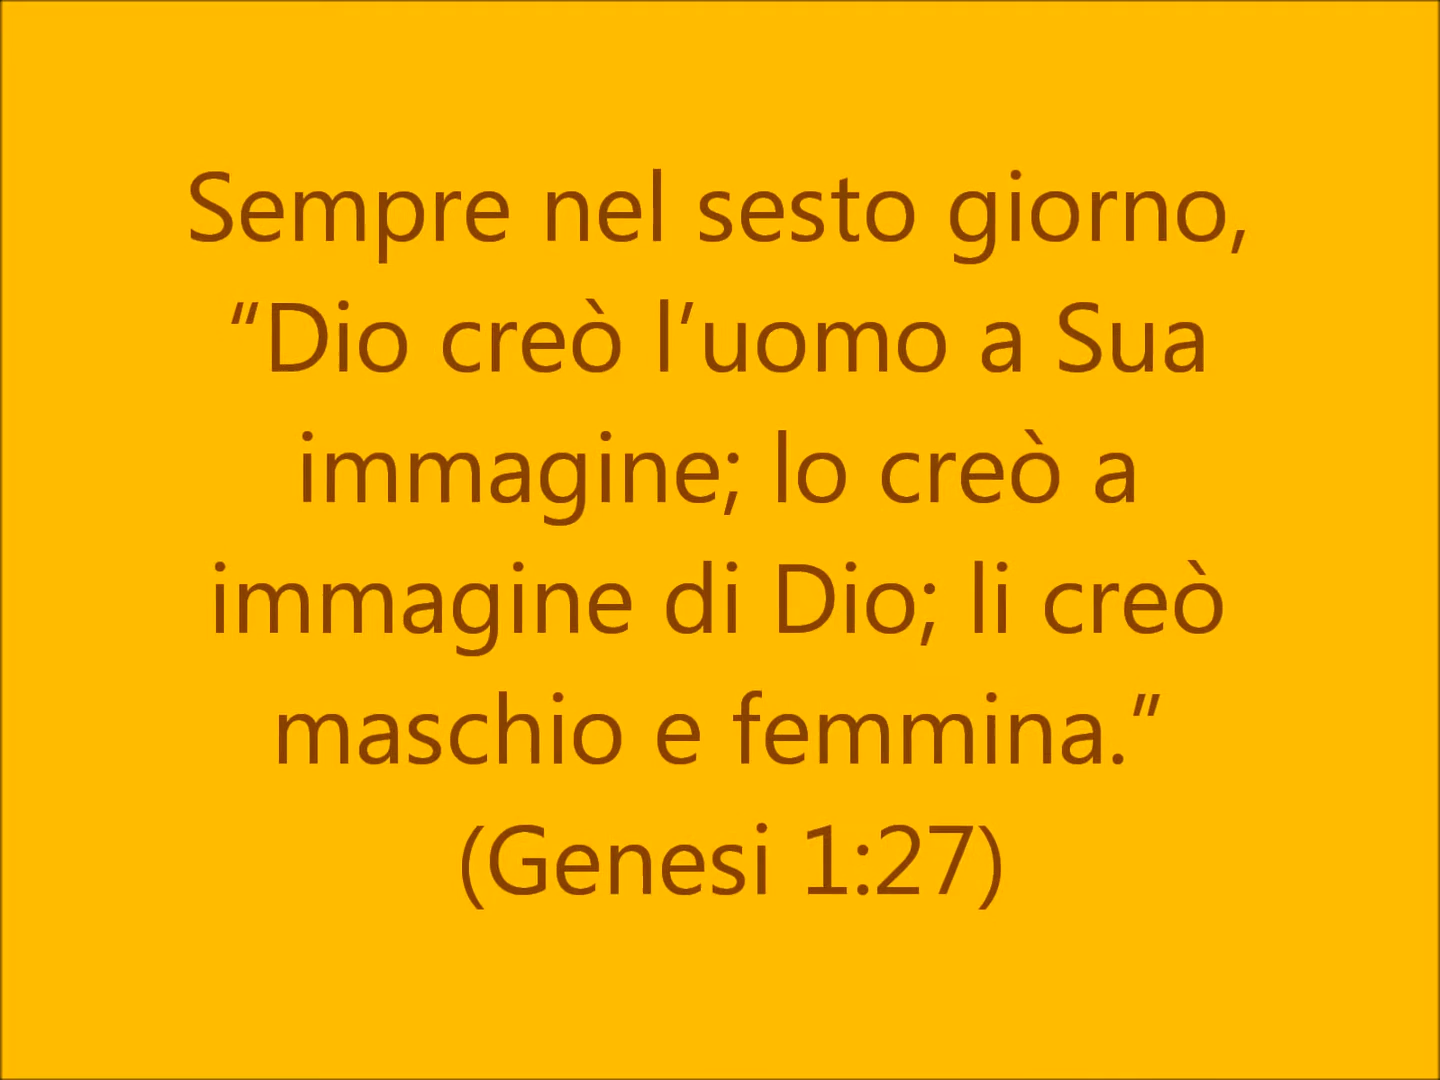 Sempre nel sesto giorno,
“Dio creò l’uomo a Sua
immagine; lo creò a
immagine di Dio; li creò
maschio e femmina.”
(Genesi 1:27)